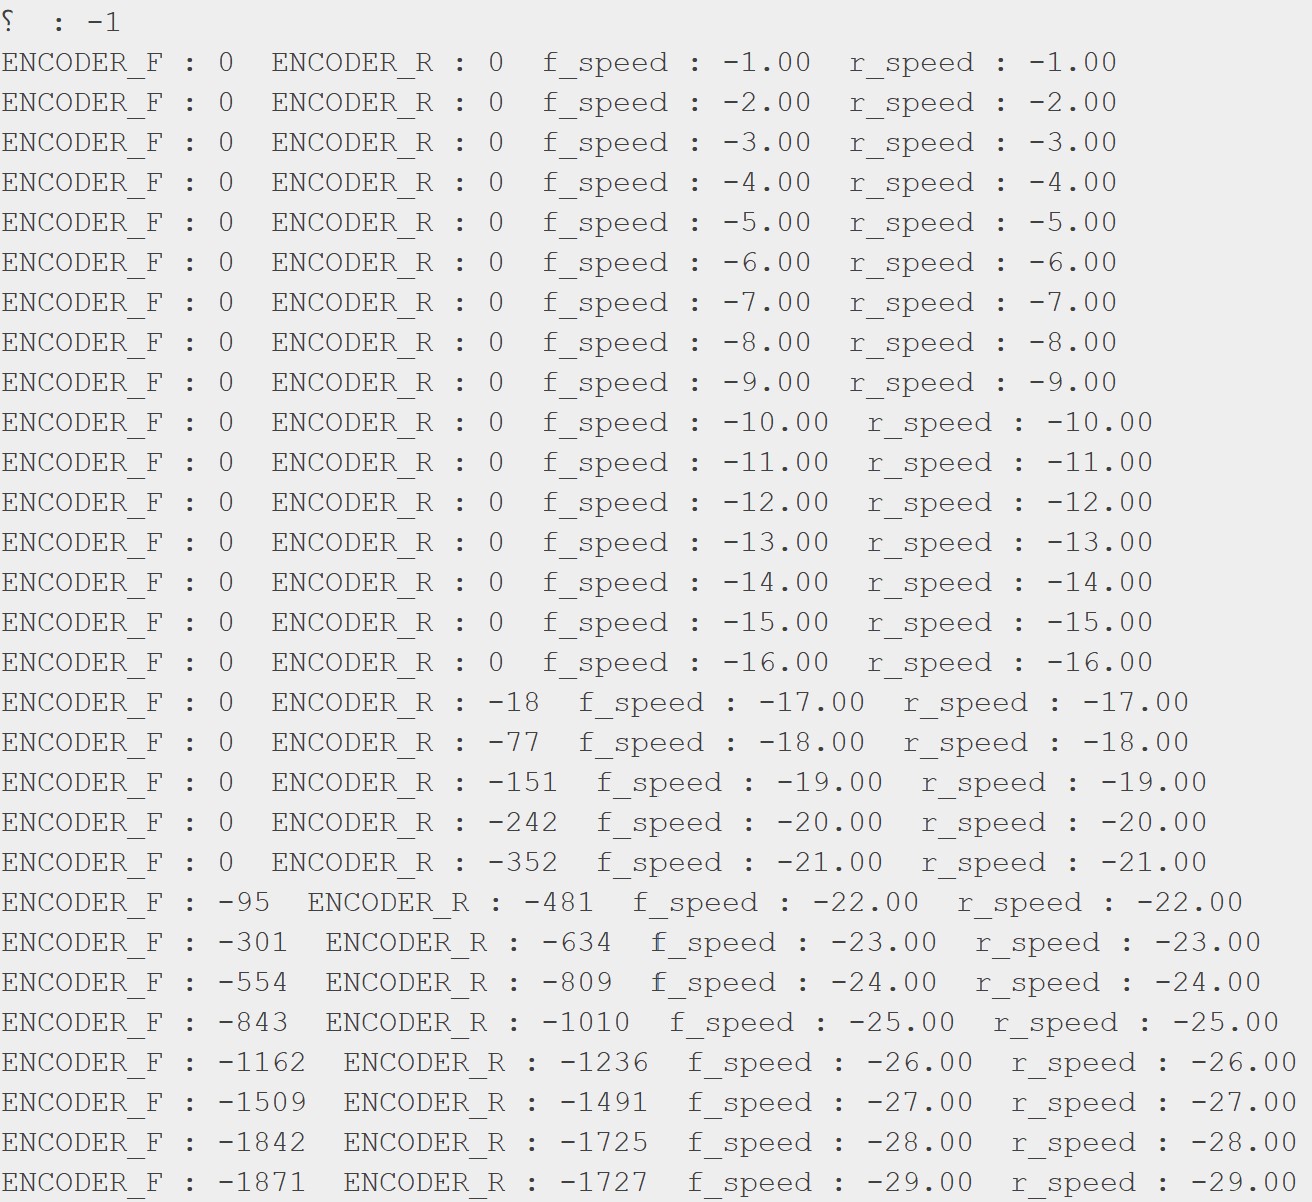 ⸮  : -1
ENCODER_F : 0  ENCODER_R : 0  f_speed : -1.00  r_speed : -1.00
ENCODER_F : 0  ENCODER_R : 0  f_speed : -2.00  r_speed : -2.00
ENCODER_F : 0  ENCODER_R : 0  f_speed : -3.00  r_speed : -3.00
ENCODER_F : 0  ENCODER_R : 0  f_speed : -4.00  r_speed : -4.00
ENCODER_F : 0  ENCODER_R : 0  f_speed : -5.00  r_speed : -5.00
ENCODER_F : 0  ENCODER_R : 0  f_speed : -6.00  r_speed : -6.00
ENCODER_F : 0  ENCODER_R : 0  f_speed : -7.00  r_speed : -7.00
ENCODER_F : 0  ENCODER_R : 0  f_speed : -8.00  r_speed : -8.00
ENCODER_F : 0  ENCODER_R : 0  f_speed : -9.00  r_speed : -9.00
ENCODER_F : 0  ENCODER_R : 0  f_speed : -10.00  r_speed : -10.00
ENCODER_F : 0  ENCODER_R : 0  f_speed : -11.00  r_speed : -11.00
ENCODER_F : 0  ENCODER_R : 0  f_speed : -12.00  r_speed : -12.00
ENCODER_F : 0  ENCODER_R : 0  f_speed : -13.00  r_speed : -13.00
ENCODER_F : 0  ENCODER_R : 0  f_speed : -14.00  r_speed : -14.00
ENCODER_F : 0  ENCODER_R : 0  f_speed : -15.00  r_speed : -15.00
ENCODER_F : 0  ENCODER_R : 0  f_speed : -16.00  r_speed : -16.00
ENCODER_F : 0  ENCODER_R : -18  f_speed : -17.00  r_speed : -17.00
ENCODER_F : 0  ENCODER_R : -77  f_speed : -18.00  r_speed : -18.00
ENCODER_F : 0  ENCODER_R : -151  f_speed : -19.00  r_speed : -19.00
ENCODER_F : 0  ENCODER_R : -242  f_speed : -20.00  r_speed : -20.00
ENCODER_F : 0  ENCODER_R : -352  f_speed : -21.00  r_speed : -21.00
ENCODER_F : -95  ENCODER_R : -481  f_speed : -22.00  r_speed : -22.00
ENCODER_F : -301  ENCODER_R : -634  f_speed : -23.00  r_speed : -23.00
ENCODER_F : -554  ENCODER_R : -809  f_speed : -24.00  r_speed : -24.00
ENCODER_F : -843  ENCODER_R : -1010  f_speed : -25.00  r_speed : -25.00
ENCODER_F : -1162  ENCODER_R : -1236  f_speed : -26.00  r_speed : -26.00
ENCODER_F : -1509  ENCODER_R : -1491  f_speed : -27.00  r_speed : -27.00
ENCODER_F : -1842  ENCODER_R : -1725  f_speed : -28.00  r_speed : -28.00
ENCODER_F : -1871  ENCODER_R : -1727  f_speed : -29.00  r_speed : -29.00